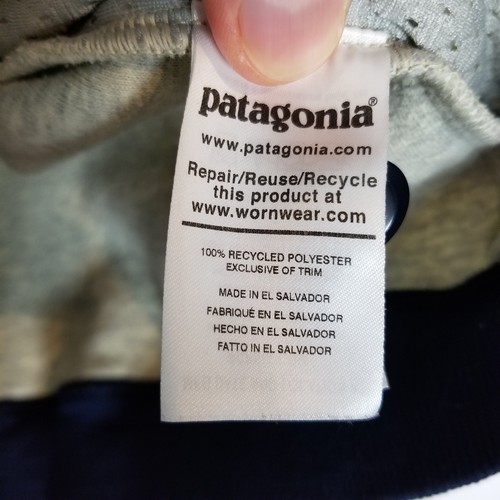 patagonia®
www.patagonia.com
Repair/Reuse/Recycle
this product at
www.wornwear.com
100% RECYCLED POLYESTER
EXCLUSIVE OF TRIM
MADE IN EL SALVADOR
FABRIQUÉ EN EL SALVADOR
HECHO EN EL SALVADOR
FATTO IN EL SALVADOR